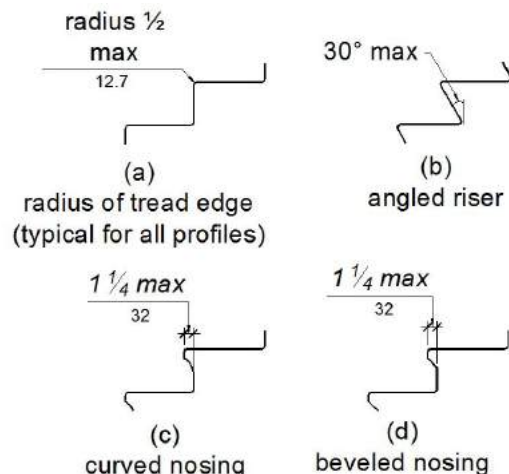 radius ½
max
12.7
(a)
radius of tread edge
(typical for all profiles)
30° max
(b)
angled riser
1 ¼ max
32
(c)
curved nosing
1 ¼ max
32
(d)
beveled nosing